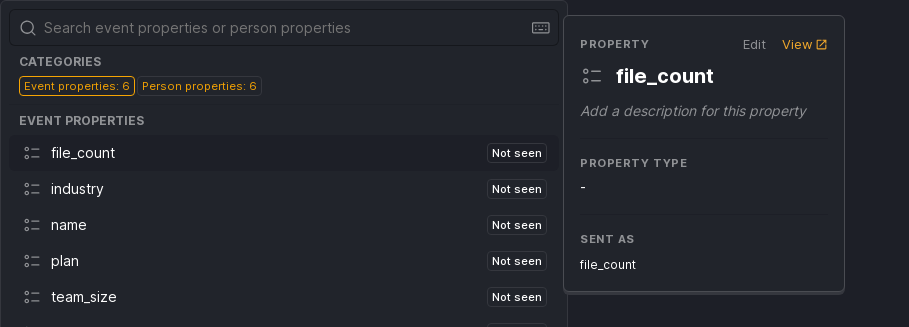 Search event properties or person properties
CATEGORIES
Event properties: 6
Person properties: 6
EVENT PROPERTIES
file_count
Not seen
industry
Not seen
name
Not seen
plan
Not seen
team_size
Not seen
PROPERTY
Edit
View
file_count
Add a description for this property
PROPERTY TYPE
-
SENT AS
file_count